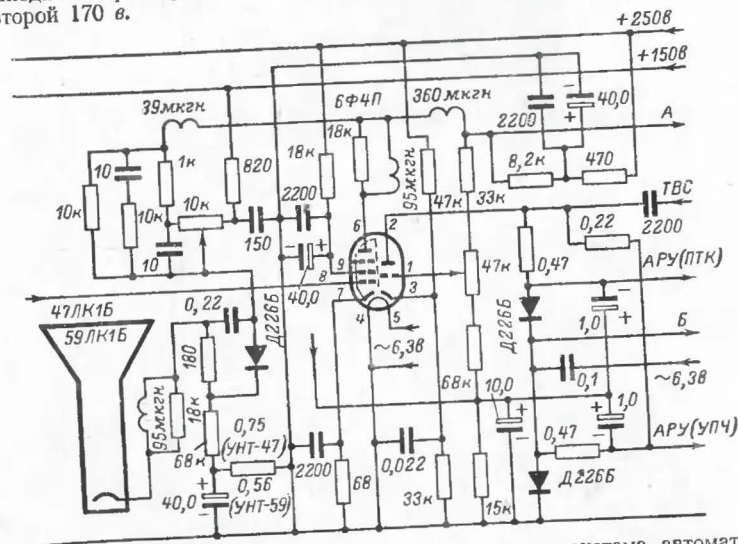 второй 170 в.
+250в
+150в
39мкгн
6Ф4П
360мкгн
2200
40,0
А
18к
10
1к
820
18к
95мкгн
8,2к
470
10к
10к
10к
150
2200
47к
33к
ТВС
2200
6
2
0,22
10
40,0
9
8
7
1
3
47к
0,47
АРУ(ПТК)
4
5
47ЛК1Б
59ЛК1Б
0,22
Д226Б
~6,3в
Д226Б
1,0
Б
180
68к
10,0
0,1
~6,3в
95мкгн
18к
68к
0,75
(УНТ-47)
1,0
0,47
АРУ(УПЧ)
2200
0,022
40,0
0,56
(УНТ-59)
68
33к
15к
Д226Б
система автомат